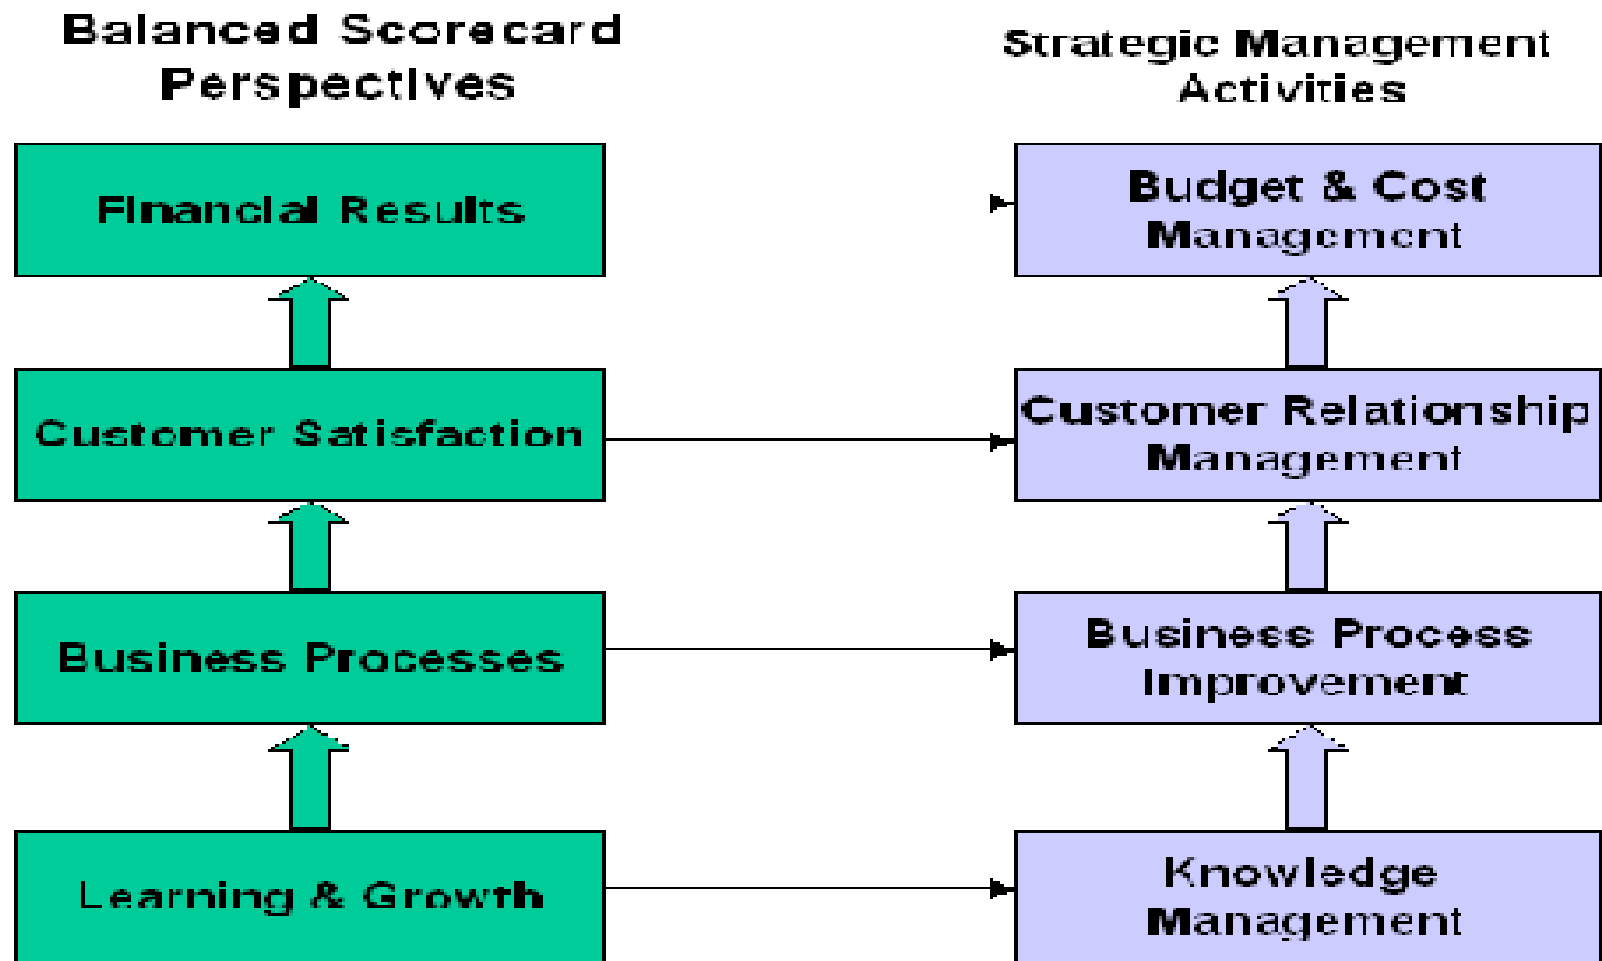 Balanced Scorecard
Perspectives
Strategic Management
Activities
Financial Results
Budget & Cost
Management
Customer Satisfaction
Customer Relationship
Management
Business Processes
Business Process
Improvement
Learning & Growth
Knowledge
Management